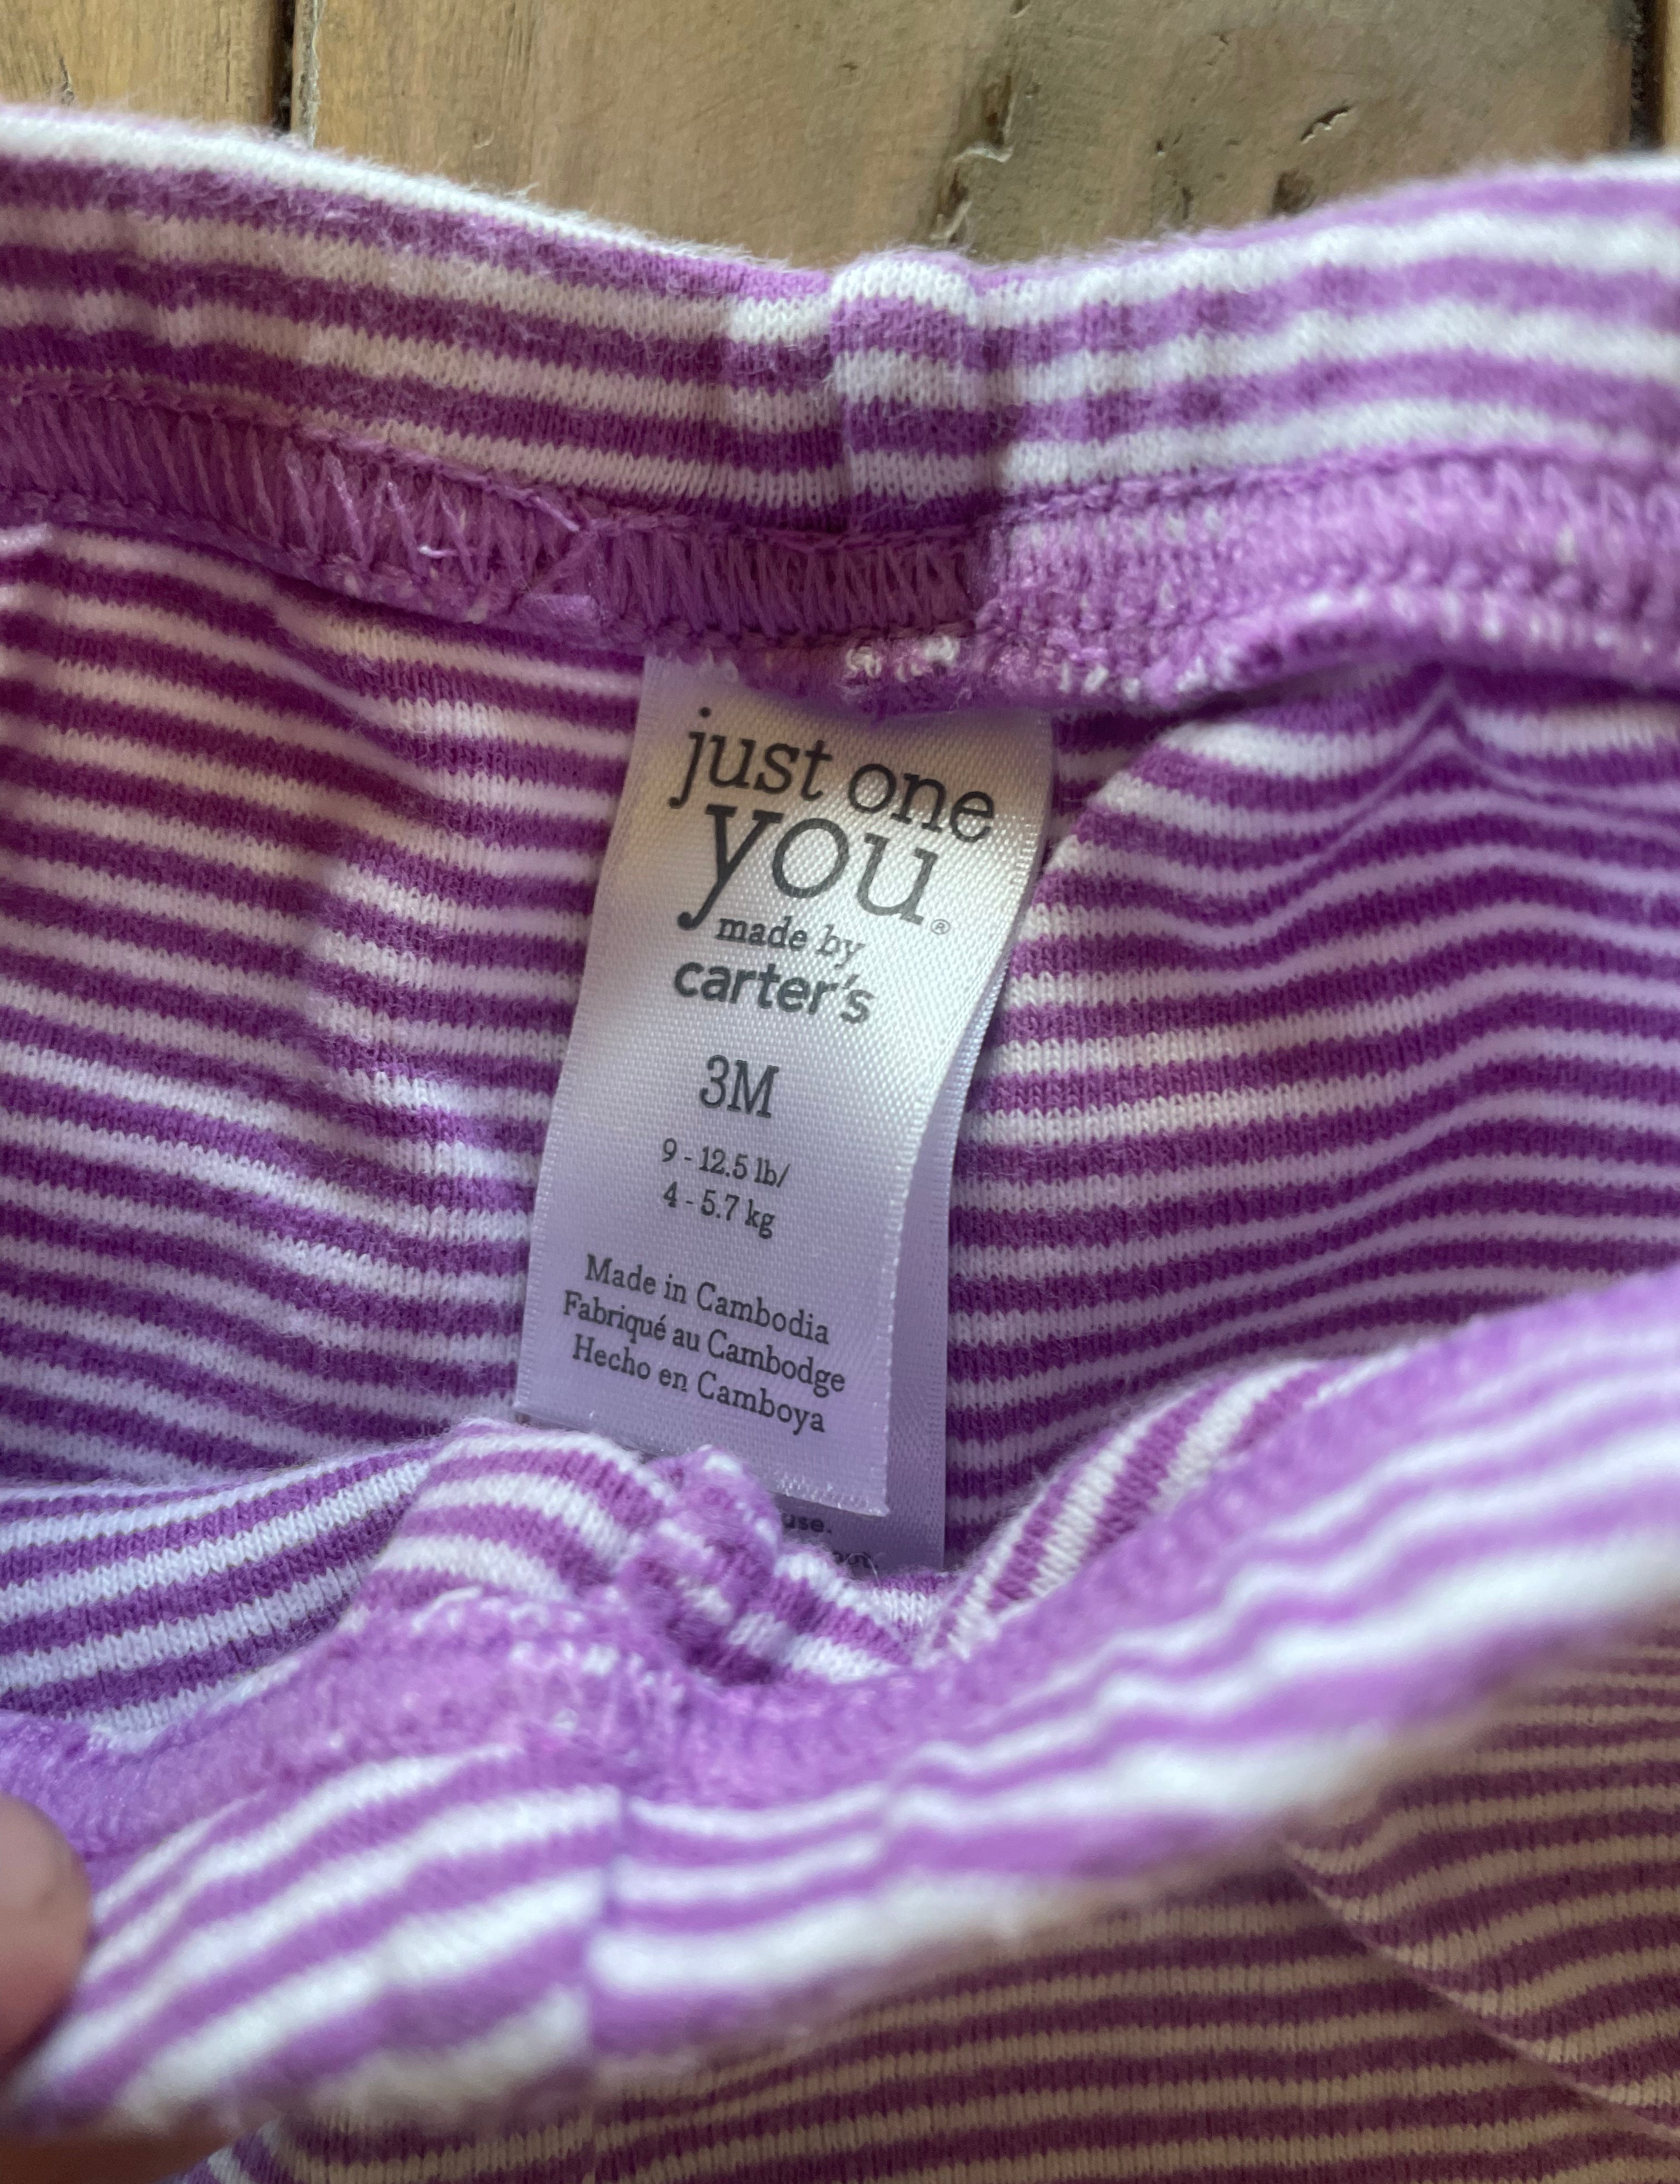 just one
you®
made by
carter's
3M
9 - 12.5 lb/
4 - 5.7 kg
Made in Cambodia
Fabriqué au Cambodge
Hecho en Camboya